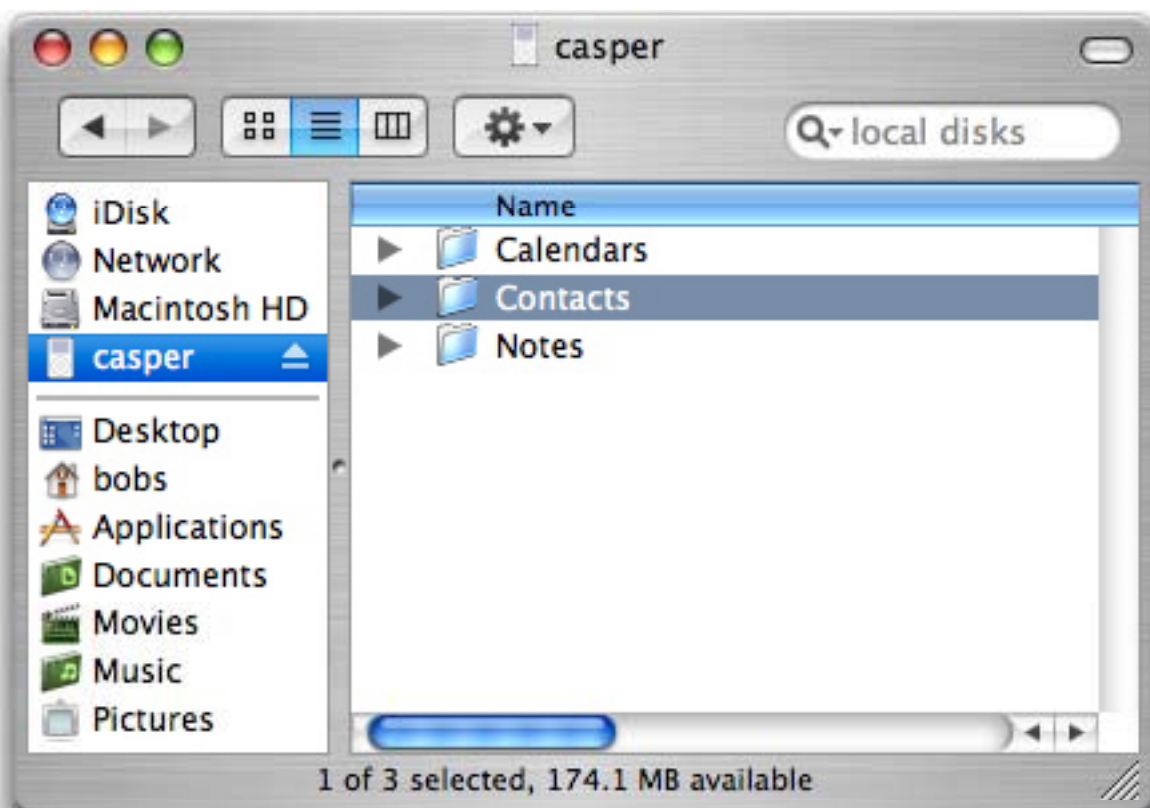 casper
local disks
iDisk
Network
Macintosh HD
casper
Desktop
bobs
Applications
Documents
Movies
Music
Pictures
Name
Calendars
Contacts
Notes
1 of 3 selected, 174.1 MB available